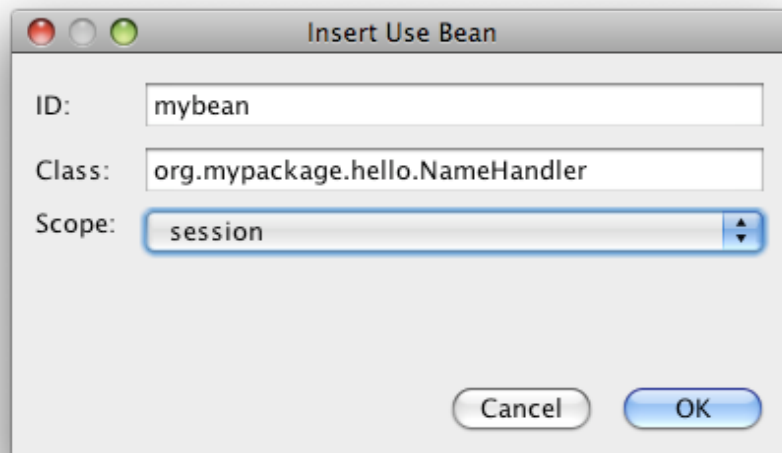 Insert Use Bean
ID: mybean
Class: org.mypackage.hello.NameHandler
Scope: session
Cancel OK